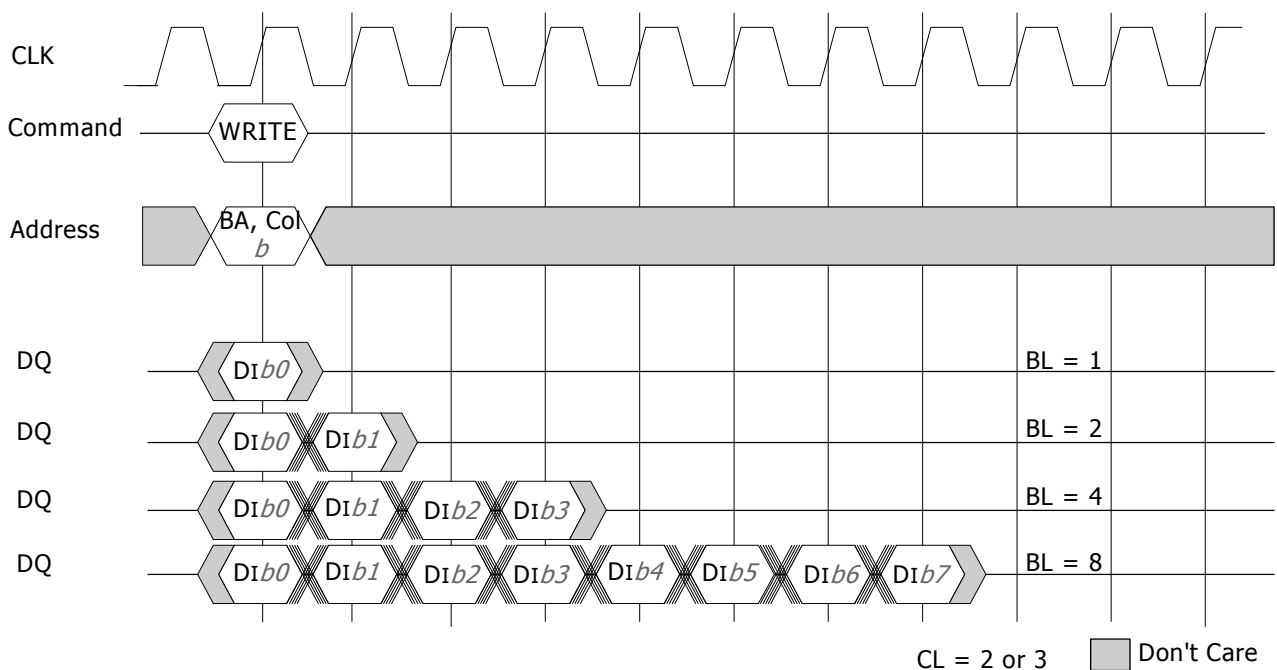 CLK
Command WRITE
Address BA, Col
b
DQ DIb0 BL = 1
DQ DIb0 DIb1 BL = 2
DQ DIb0 DIb1 DIb2 DIb3 BL = 4
DQ DIb0 DIb1 DIb2 DIb3 DIb4 DIb5 DIb6 DIb7 BL = 8
CL = 2 or 3 Don't Care